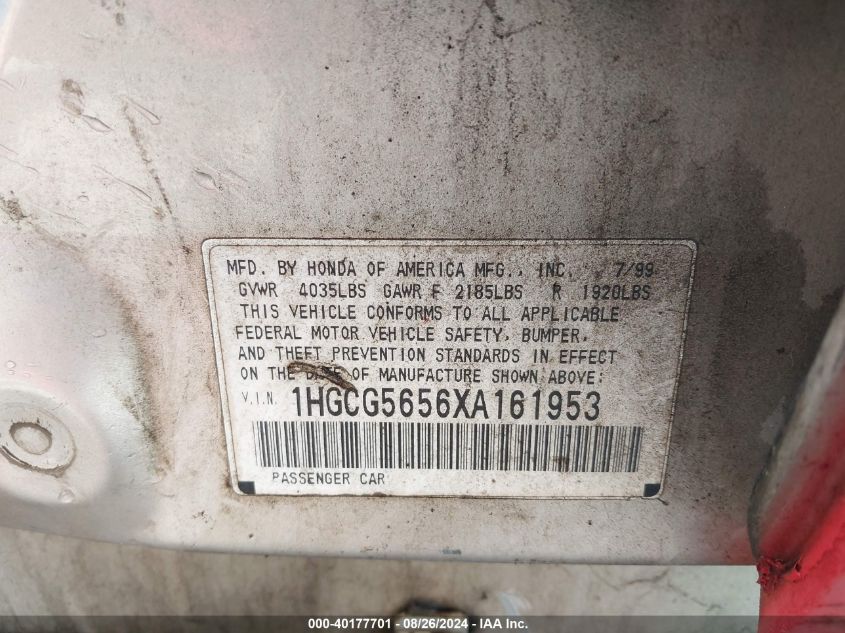 MFD. BY HONDA OF AMERICA MFG., INC. 7/99
GVWR 4035LBS GAWR F 2185LBS R 1920LBS
THIS VEHICLE CONFORMS TO ALL APPLICABLE
FEDERAL MOTOR VEHICLE SAFETY, BUMPER,
AND THEFT PREVENTION STANDARDS IN EFFECT
ON THE DATE OF MANUFACTURE SHOWN ABOVE:
V.I.N. 1HGCG5656XA161953
PASSENGER CAR
000-40177701 - 08/26/2024 - IAA Inc.